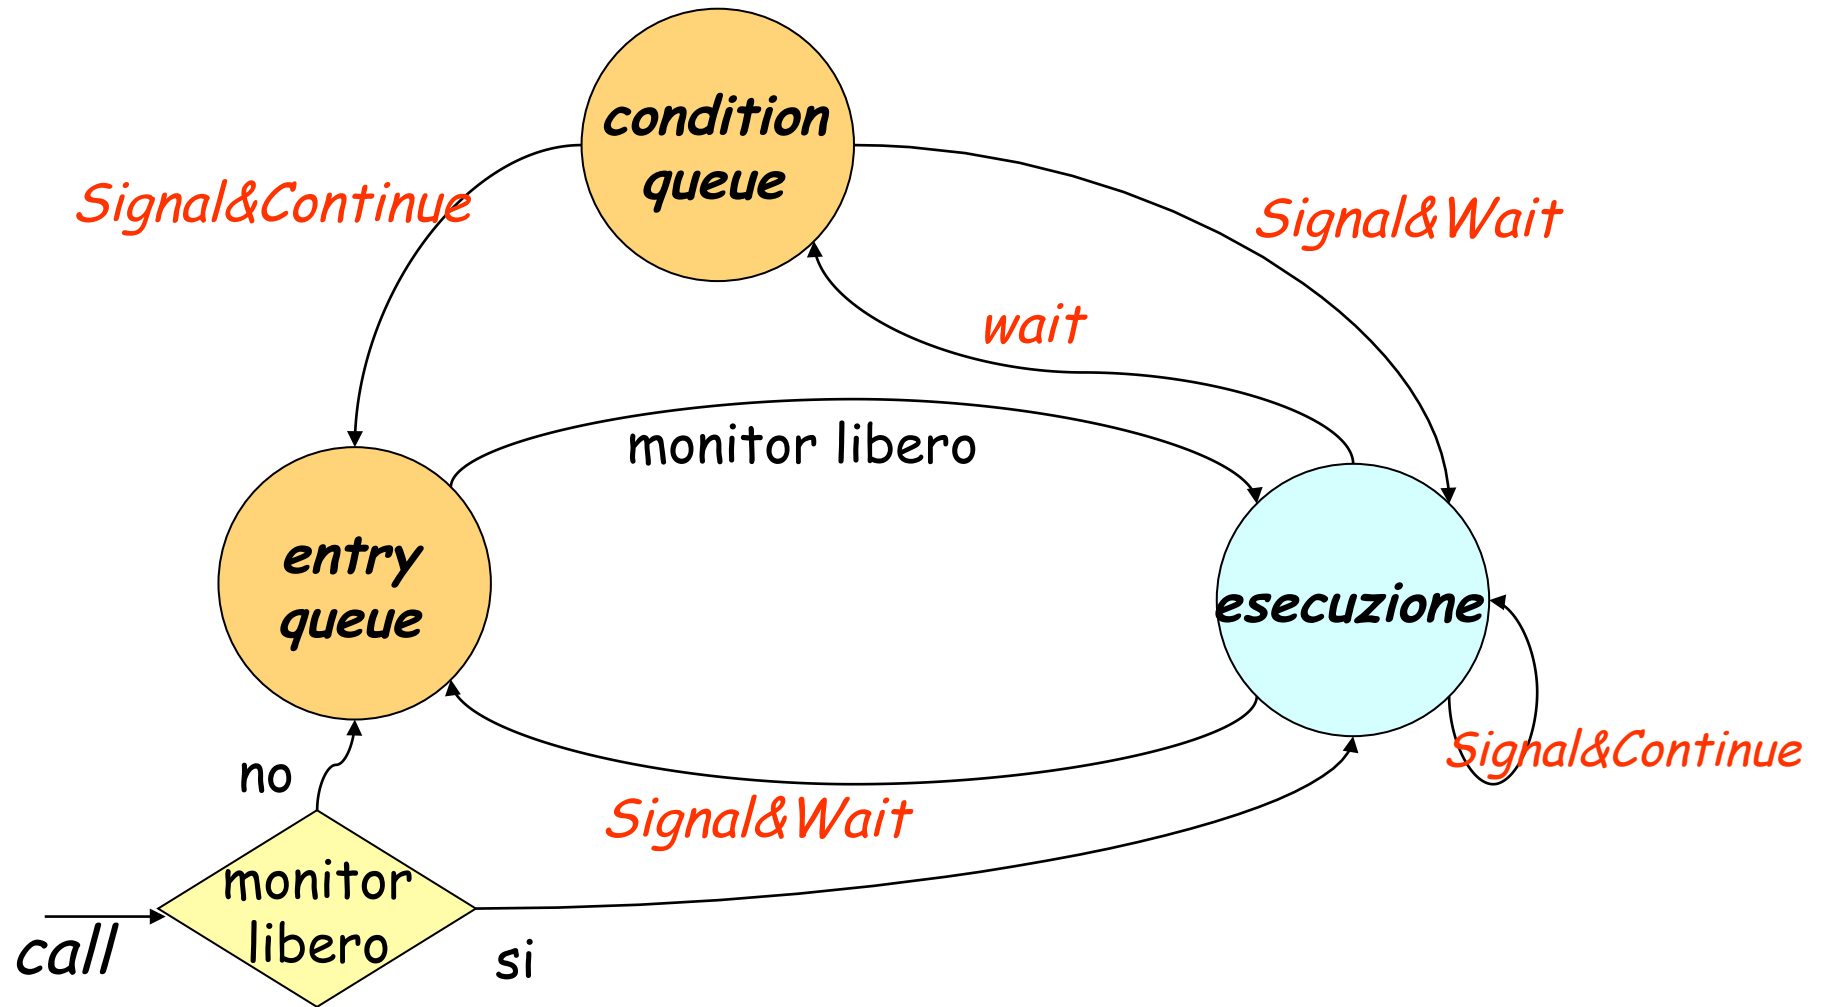 condition
queue
Signal&Continue
Signal&Wait
wait
monitor libero
entry
queue
esecuzione
Signal&Continue
no
Signal&Wait
monitor
libero
call
si